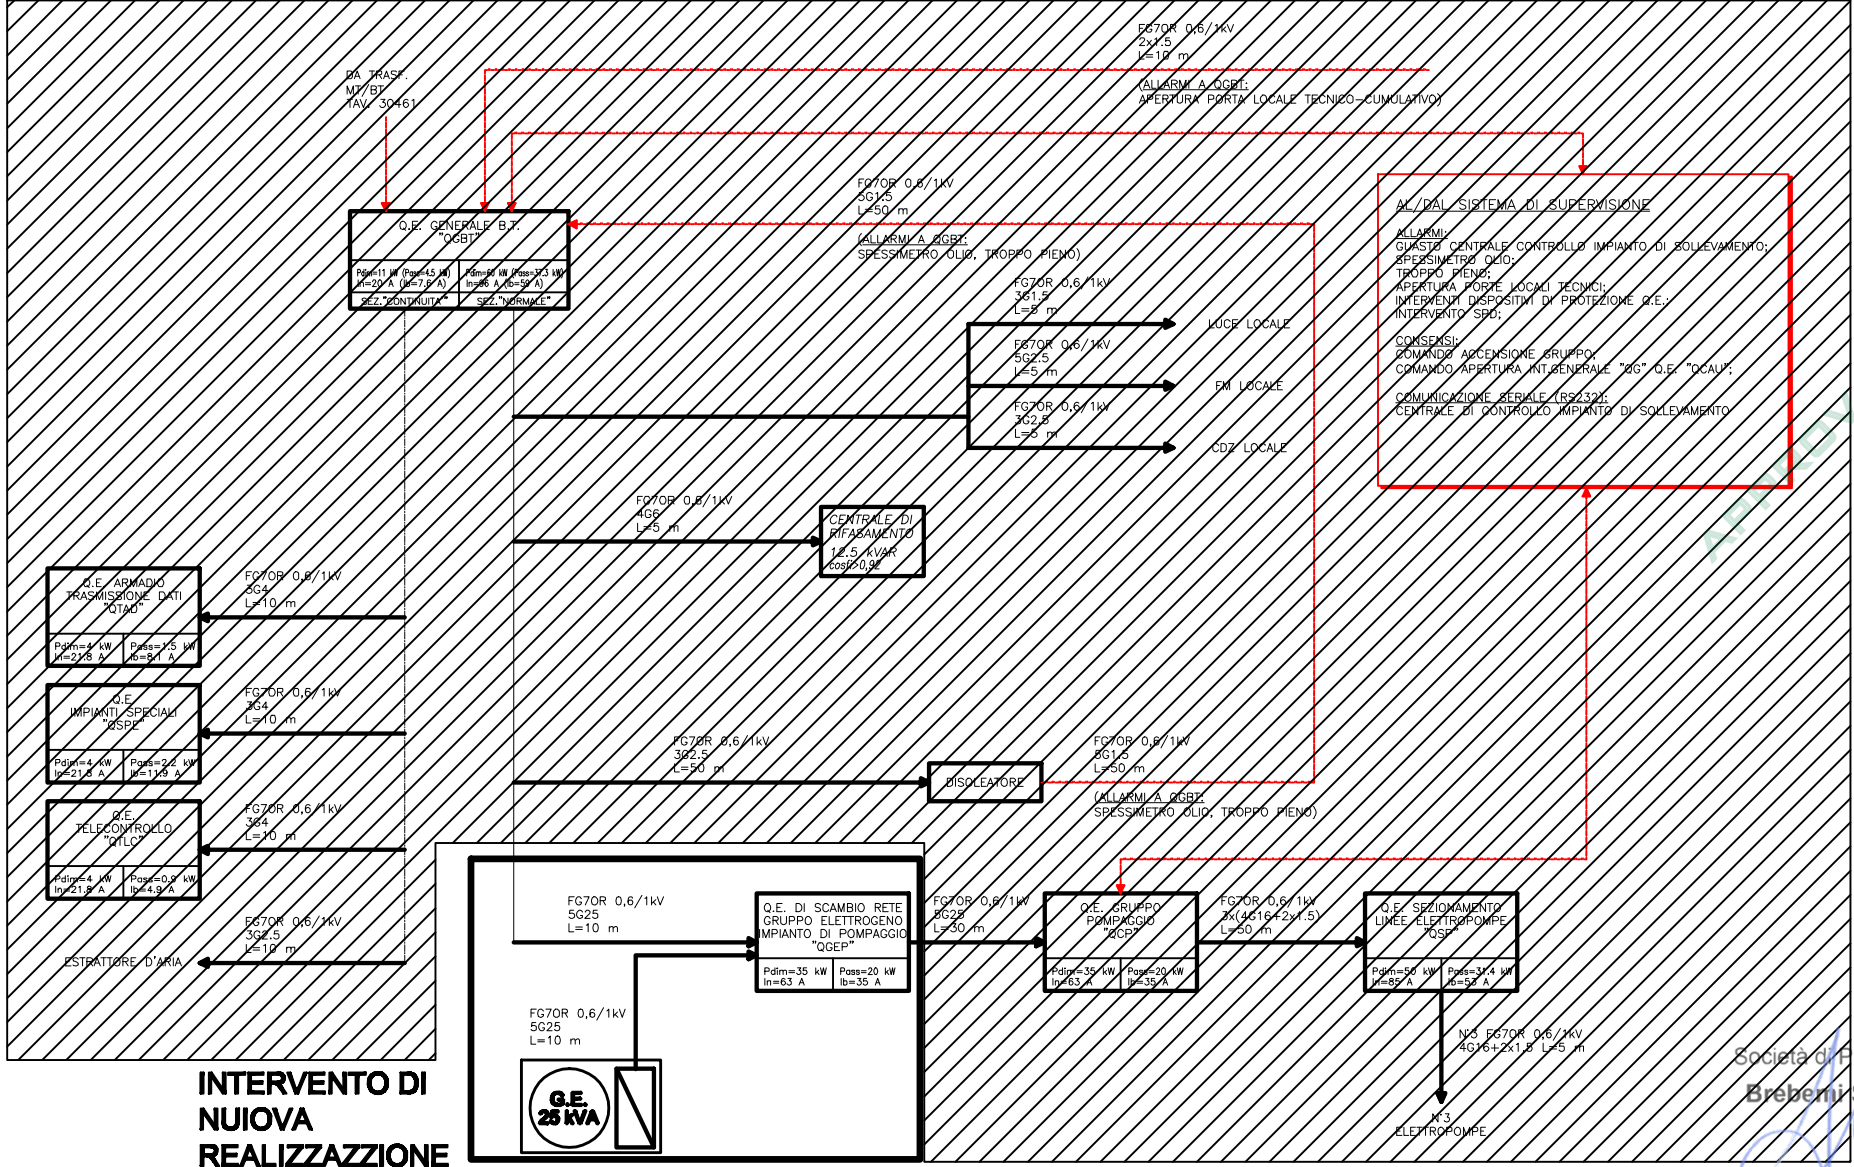 FG7OR 0,6/1kV
2x1.5
L=10 m
(ALLARMI A QGBT:
APERTURA PORTA LOCALE TECNICO-CUMULATIVO)
DA TRASF.
MT/BT
TAV. 30461
FG7OR 0,6/1kV
5G1.5
L=50 m
(ALLARMI A QGBT:
SPESSIMETRO OLIO, TROPPO PIENO)
Q.E. GENERALE B.T.
"QGBT"
Pdim=11 kW (Pass=4.5 kW)
In=20 A (Ib=7.6 A)
Pdim=60 kW (Pass=37.3 kW)
In=96 A (Ib=59 A)
SEZ."CONTINUITA'"
SEZ."NORMALE"
AL/DAL SISTEMA DI SUPERVISIONE
ALLARMI:
GUASTO CENTRALE CONTROLLO IMPIANTO DI SOLLEVAMENTO;
SPESSIMETRO OLIO;
TROPPO PIENO;
APERTURA PORTE LOCALI TECNICI;
INTERVENTI DISPOSITIVI DI PROTEZIONE Q.E.;
INTERVENTO SPD;
CONSENSI:
COMANDO ACCENSIONE GRUPPO;
COMANDO APERTURA INT.GENERALE "QG" Q.E. "QCAU";
COMUNICAZIONE SERIALE (RS232):
CENTRALE DI CONTROLLO IMPIANTO DI SOLLEVAMENTO
FG7OR 0,6/1kV
3G1.5
L=5 m
LUCE LOCALE
FG7OR 0,6/1kV
5G2.5
L=5 m
FM LOCALE
FG7OR 0,6/1kV
3G2.5
L=5 m
CDZ LOCALE
FG7OR 0,6/1kV
4G6
L=5 m
CENTRALE DI
RIFASAMENTO
12.5 kVAR
cosfi>0,92
Q.E. ARMADIO
TRASMISSIONE DATI
"QTAD"
Pdim=4 kW
In=21.8 A
Pass=1.5 kW
Ib=8.1 A
FG7OR 0,6/1kV
3G4
L=10 m
Q.E.
IMPIANTI SPECIALI
"QSPE"
Pdim=4 kW
In=21.8 A
Pass=2.2 kW
Ib=11.9 A
FG7OR 0,6/1kV
3G4
L=10 m
Q.E.
TELECONTROLLO
"QTLC"
Pdim=4 kW
In=21.8 A
Pass=0.9 kW
Ib=4.9 A
FG7OR 0,6/1kV
3G4
L=10 m
FG7OR 0,6/1kV
3G2.5
L=10 m
ESTRATTORE D'ARIA
FG7OR 0,6/1kV
3G2.5
L=50 m
DISOLEATORE
FG7OR 0,6/1kV
5G1.5
L=50 m
(ALLARMI A QGBT:
SPESSIMETRO OLIO, TROPPO PIENO)
FG7OR 0,6/1kV
5G25
L=10 m
Q.E. DI SCAMBIO RETE
GRUPPO ELETTROGENO
IMPIANTO DI POMPAGGIO
"QGEP"
Pdim=35 kW
In=63 A
Pass=20 kW
Ib=35 A
FG7OR 0,6/1kV
5G25
L=30 m
Q.E. GRUPPO
POMPAGGIO
"QCP"
Pdim=35 kW
In=63 A
Pass=20 kW
Ib=35 A
FG7OR 0,6/1kV
3x(4G16+2x1.5)
L=50 m
Q.E. SEZIONAMENTO
LINEE ELETTROPOMPE
"QSP"
Pdim=50 kW
In=85 A
Pass=31.4 kW
Ib=53 A
FG7OR 0,6/1kV
5G25
L=10 m
G.E.
25 kVA
N°3 FG7OR 0,6/1kV
4G16+2x1.5 L=5 m
N°3
ELETTROPOMPE
INTERVENTO DI
NUIOVA
REALIZZAZZIONE
APPROV
Società di P
Brebemi S